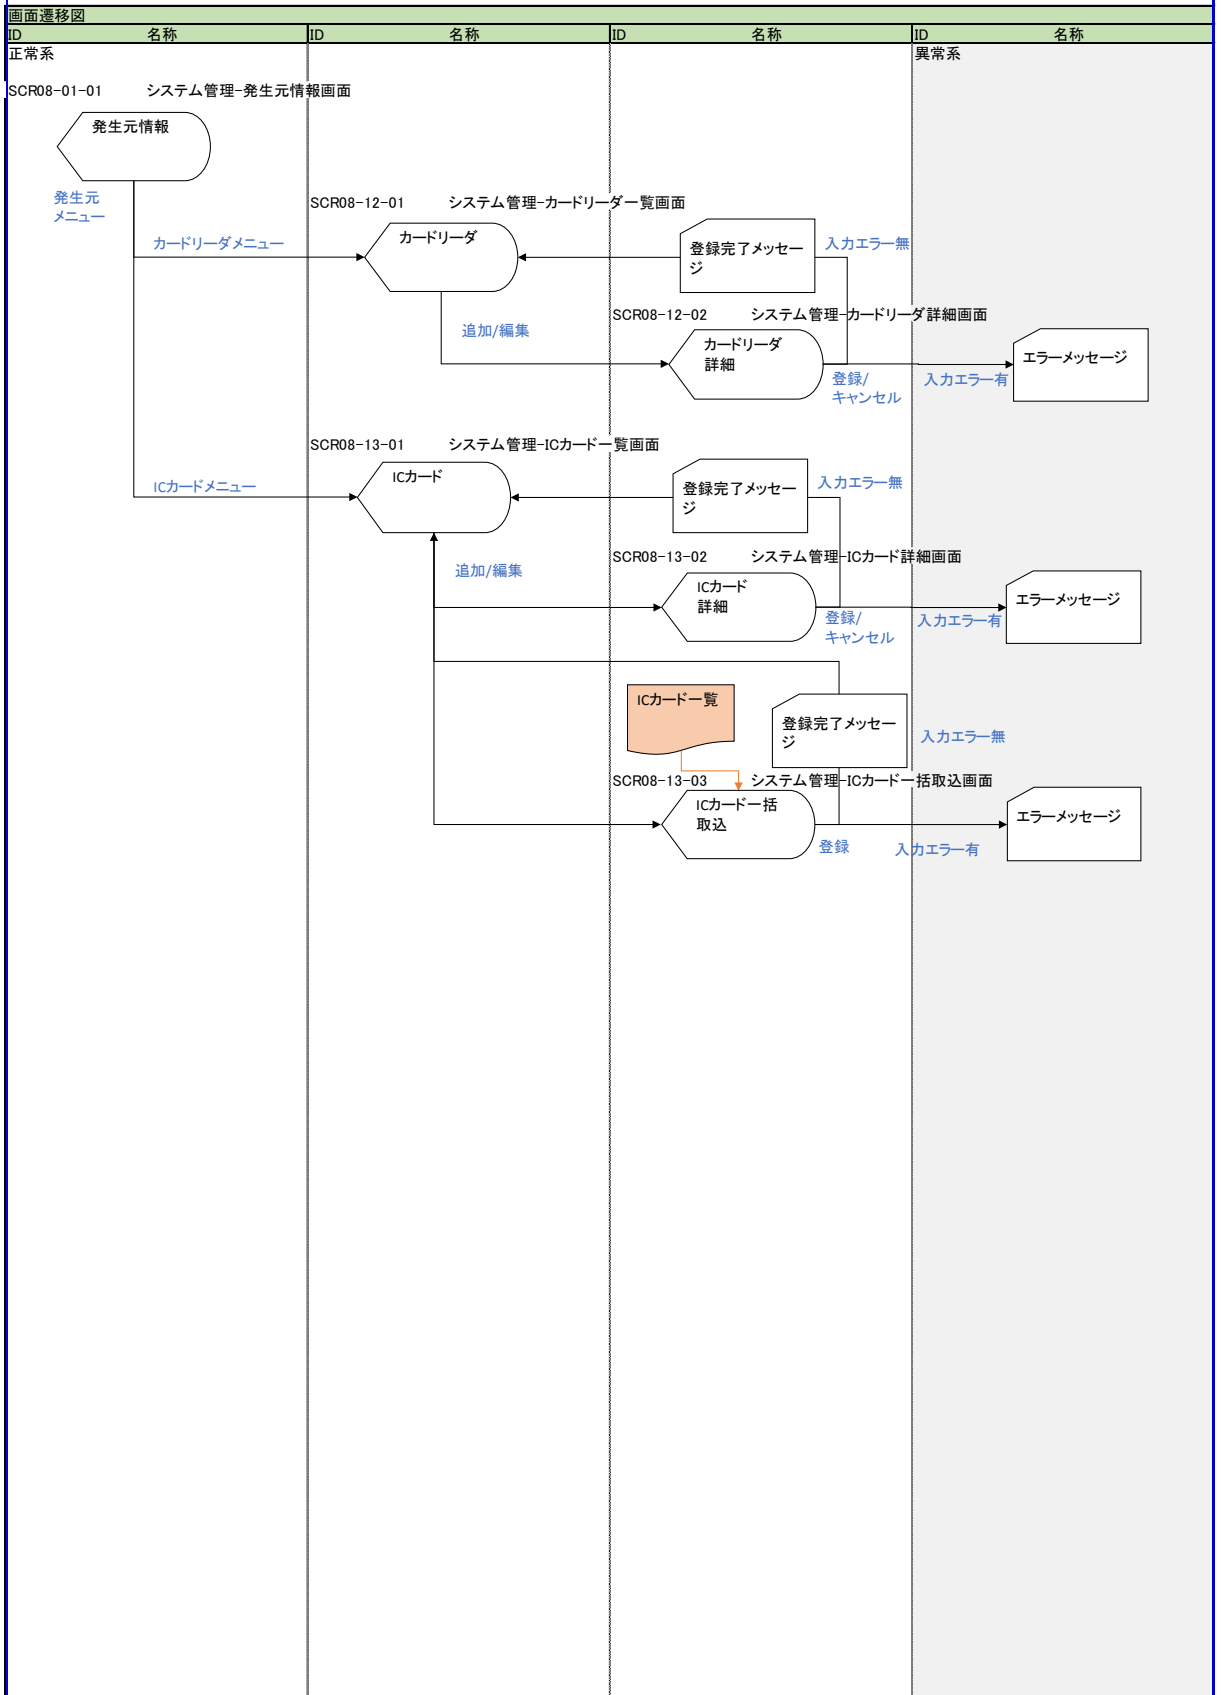 画面遷移図
ID 名称 ID 名称 ID 名称 ID 名称
正常系 異常系
SCR08-01-01 システム管理-発生元情報画面
発生元情報
発生元
メニュー
SCR08-12-01 システム管理-カードリーダ一覧画面
カードリーダメニュー
カードリーダ
登録完了メッセー
ジ
入力エラー無
追加/編集
SCR08-12-02 システム管理-カードリーダ詳細画面
カードリーダ
詳細
登録/
キャンセル
入力エラー有
エラーメッセージ
SCR08-13-01 システム管理-ICカード一覧画面
ICカードメニュー
ICカード
登録完了メッセー
ジ
入力エラー無
追加/編集
SCR08-13-02 システム管理-ICカード詳細画面
ICカード
詳細
登録/
キャンセル
入力エラー有
エラーメッセージ
ICカード一覧
登録完了メッセー
ジ
入力エラー無
SCR08-13-03 システム管理-ICカード一括取込画面
ICカード一括
取込
登録
入力エラー有
エラーメッセージ